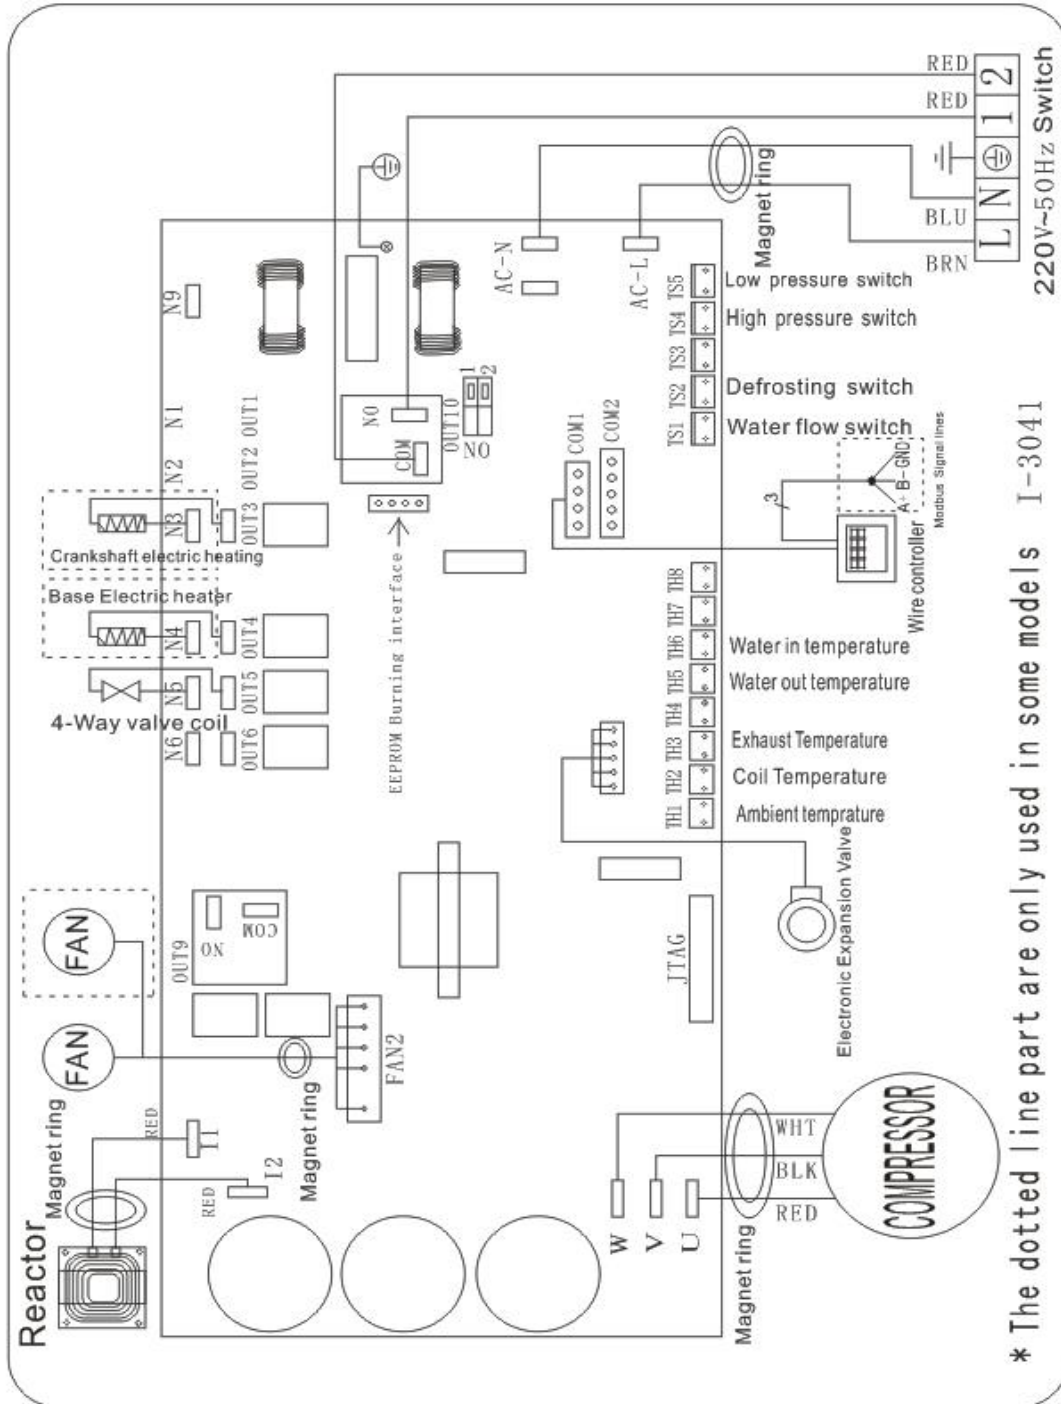 RED
2
RED
1
N
BLU
L
BRN
220V~50Hz Switch
Magnet ring
AC-N
AC-L
N9
N1
N2
N3
N4
N5
N6
OUT1
OUT2
OUT3
OUT4
OUT5
OUT6
Crankshaft electric heating
Base Electric heater
4-Way valve coil
NO
COM
OUT10
1
2
NO
EEPROM Burning interface
COM1
COM2
TS5
Low pressure switch
TS4
High pressure switch
TS3
TS2
Defrosting switch
TS1
Water flow switch
3
A+ B- GND
Modbus Signal lines
Wire controller
TH8
TH7
TH6
Water in temperature
TH5
Water out temperature
TH4
TH3
Exhaust Temperature
TH2
Coil Temperature
TH1
Ambient temprature
Electronic Expansion Valve
JTAG
FAN
FAN
OUT9
NO
COM
FAN2
Magnet ring
Reactor
Magnet ring
RED
I1
RED
I2
W
V
U
WHT
BLK
RED
Magnet ring
COMPRESSOR
* The dotted line part are only used in some models I-3041